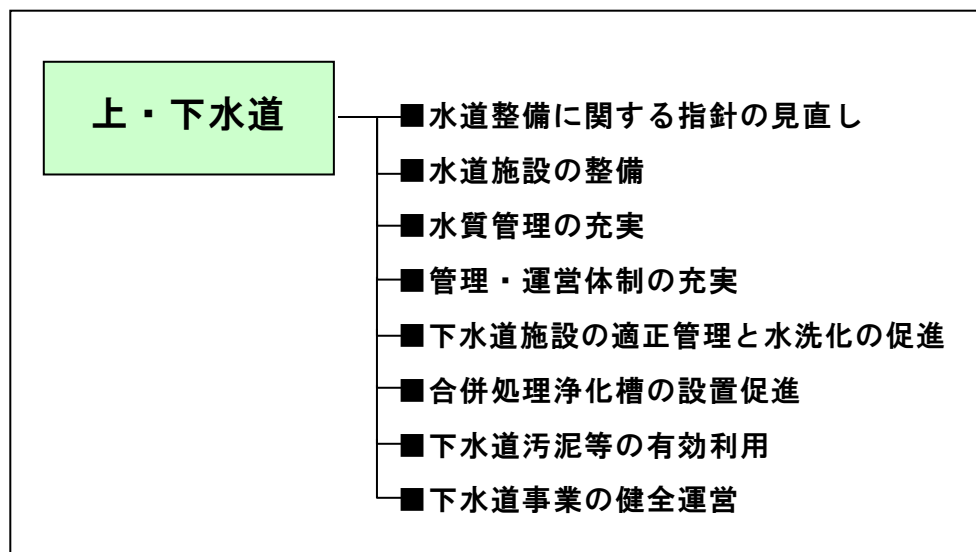 上・下水道
■水道整備に関する指針の見直し
■水道施設の整備
■水質管理の充実
■管理・運営体制の充実
■下水道施設の適正管理と水洗化の促進
■合併処理浄化槽の設置促進
■下水道汚泥等の有効利用
■下水道事業の健全運営